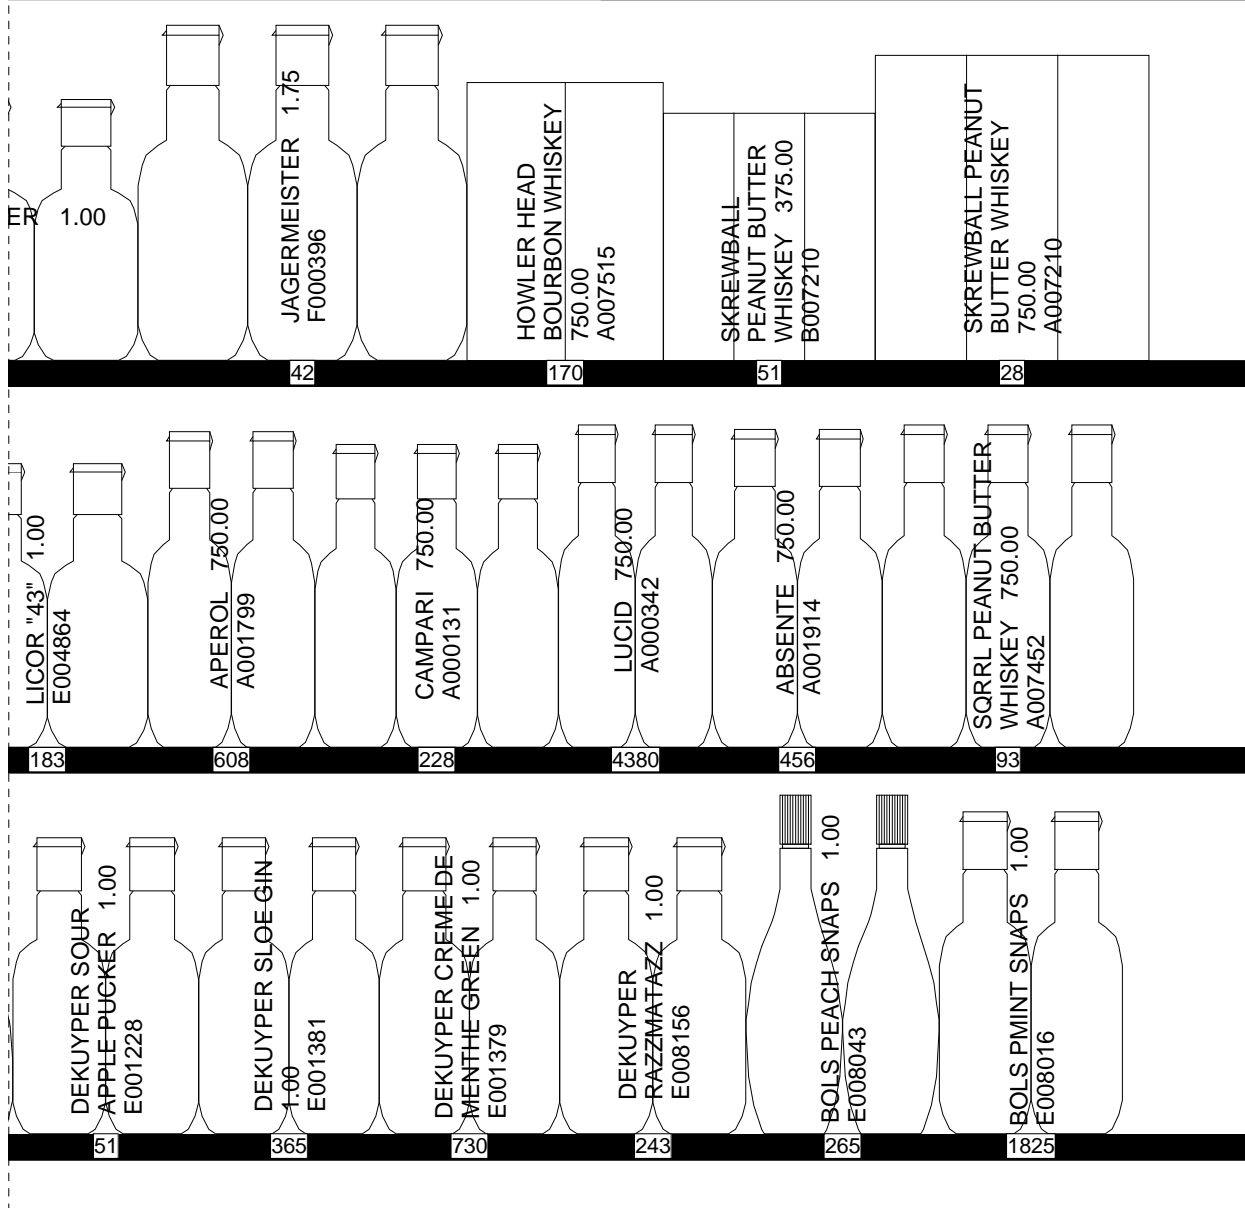 ER 1.00
JAGERMEISTER 1.75
F000396
HOWLER HEAD
BOURBON WHISKEY
750.00
A007515
SKREWBALL
PEANUT BUTTER
WHISKEY 375.00
B007210
SKREWBALL PEANUT
BUTTER WHISKEY
750.00
A007210
42
170
51
28
LICOR "43" 1.00
E004864
APEROL 750.00
A001799
CAMPARI 750.00
A000131
LUCID 750.00
A000342
ABSENTE 750.00
A001914
SQRRL PEANUT BUTTER
WHISKEY 750.00
A007452
183
608
228
4380
456
93
DEKUYPER SOUR
APPLE PUCKER 1.00
E001228
DEKUYPER SLOE GIN
1.00
E001381
DEKUYPER CREME DE
MENTHE GREEN 1.00
E001379
DEKUYPER
RAZZMATAZZ 1.00
E008156
BOLS PEACH SNAPS 1.00
E008043
BOLS PMINT SNAPS 1.00
E008016
51
365
730
243
265
1825